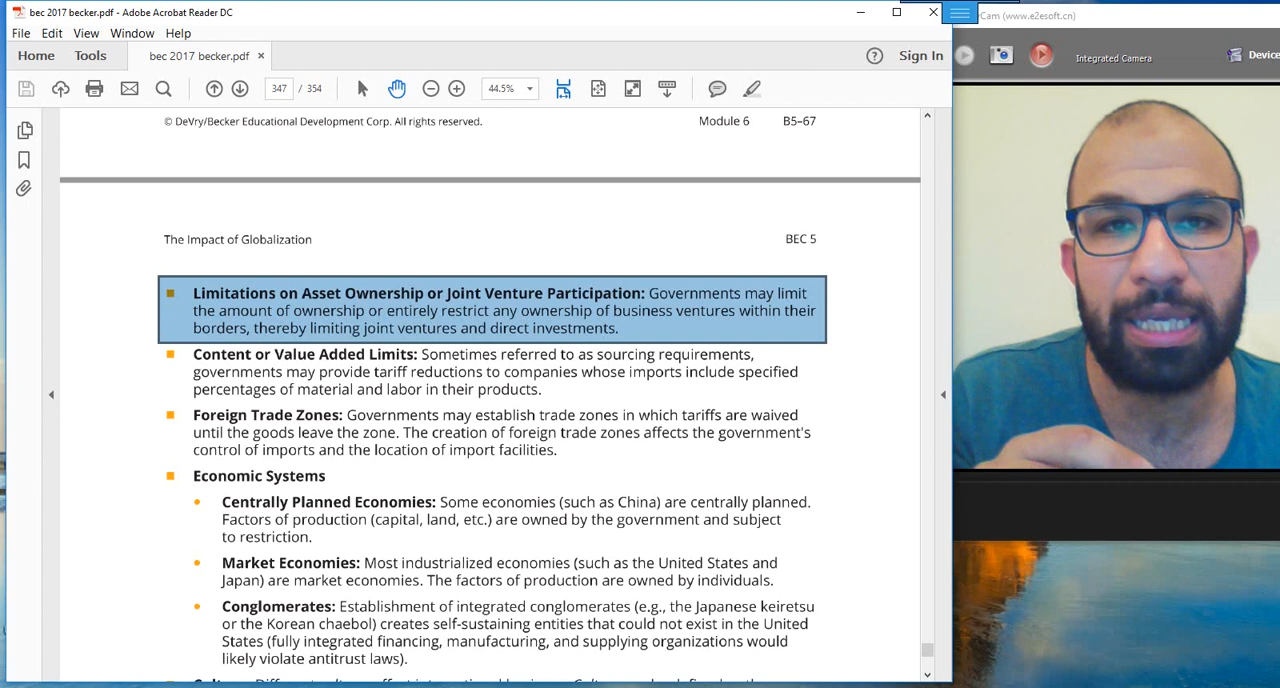 bec 2017 becker.pdf - Adobe Acrobat Reader DC
Cam (www.e2esoft.cn)
File Edit View Window Help
Home Tools bec 2017 becker.pdf × Sign In
Integrated Camera
347 / 354 44.5%
© DeVry/Becker Educational Development Corp. All rights reserved. Module 6 B5–67
The Impact of Globalization BEC 5
Limitations on Asset Ownership or Joint Venture Participation: Governments may limit
the amount of ownership or entirely restrict any ownership of business ventures within their
borders, thereby limiting joint ventures and direct investments.
Content or Value Added Limits: Sometimes referred to as sourcing requirements,
governments may provide tariff reductions to companies whose imports include specified
percentages of material and labor in their products.
Foreign Trade Zones: Governments may establish trade zones in which tariffs are waived
until the goods leave the zone. The creation of foreign trade zones affects the government's
control of imports and the location of import facilities.
Economic Systems
Centrally Planned Economies: Some economies (such as China) are centrally planned.
Factors of production (capital, land, etc.) are owned by the government and subject
to restriction.
Market Economies: Most industrialized economies (such as the United States and
Japan) are market economies. The factors of production are owned by individuals.
Conglomerates: Establishment of integrated conglomerates (e.g., the Japanese keiretsu
or the Korean chaebol) creates self-sustaining entities that could not exist in the United
States (fully integrated financing, manufacturing, and supplying organizations would
likely violate antitrust laws).